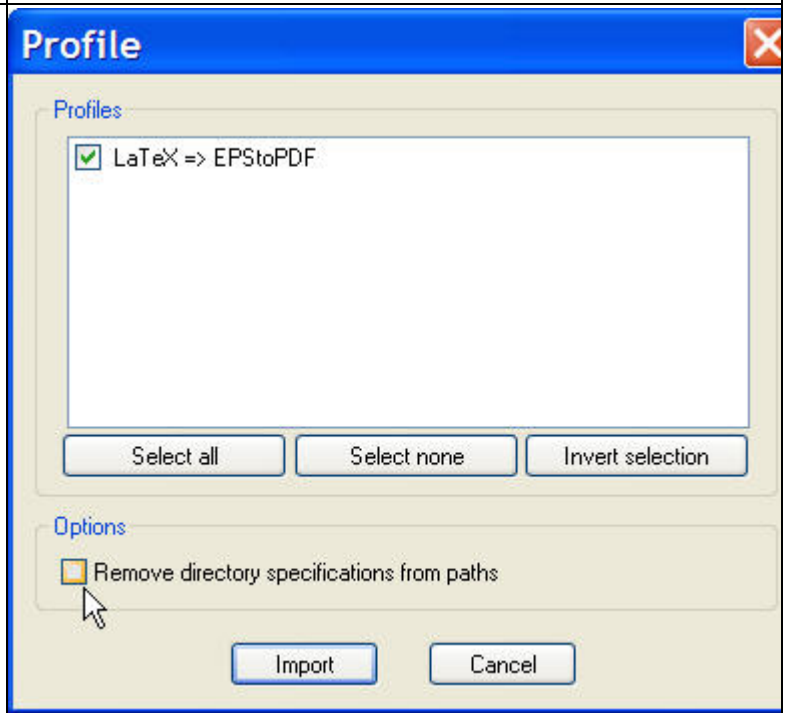 Profile
Profiles
LaTeX => EPStoPDF
Select all Select none Invert selection
Options
Remove directory specifications from paths
Import Cancel